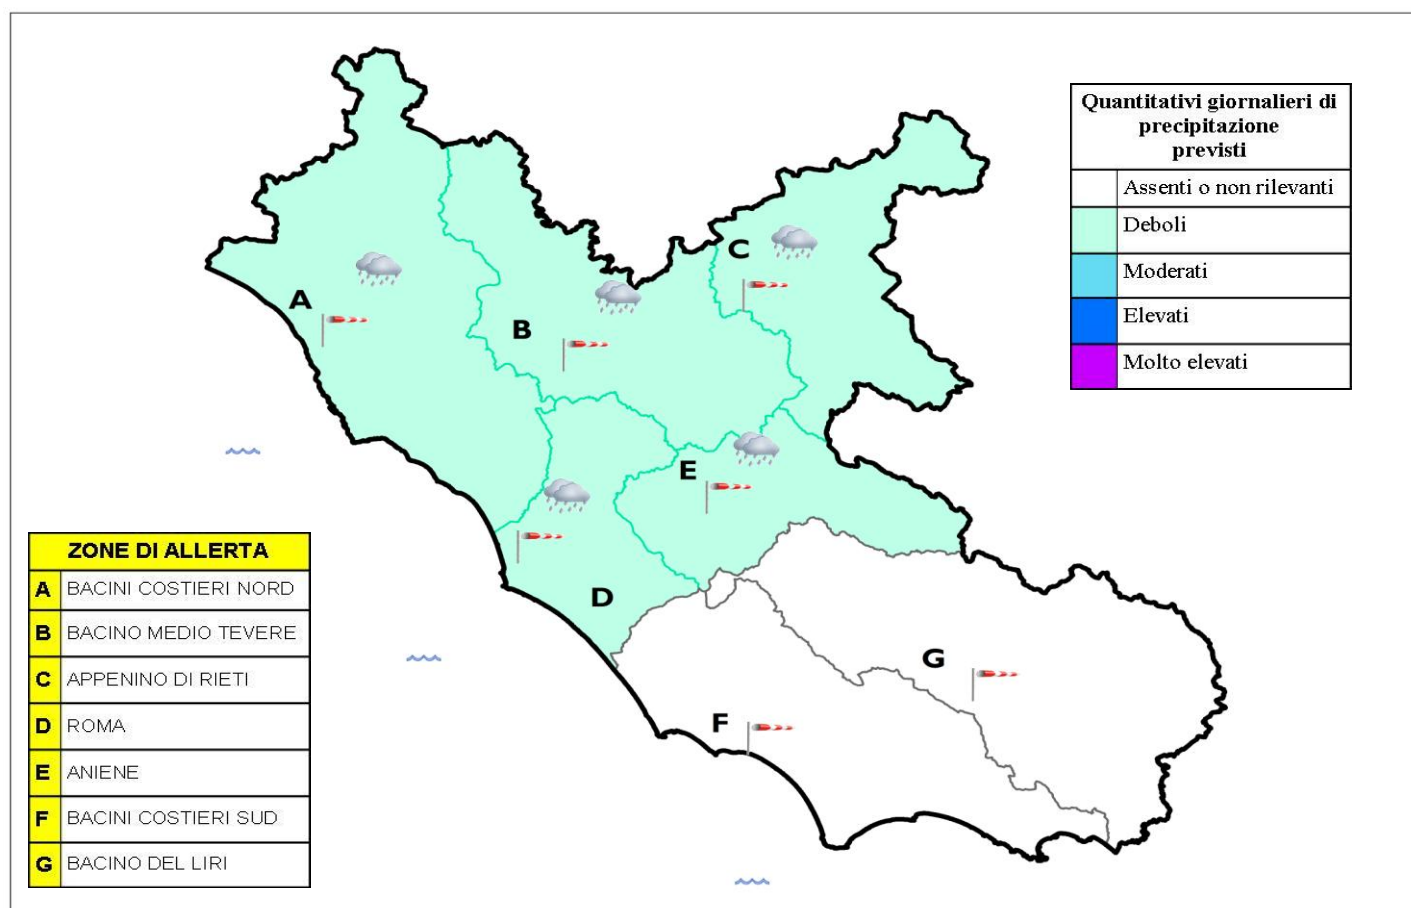 Quantitativi giornalieri di
precipitazione
previsti
Assenti o non rilevanti
Deboli
Moderati
Elevati
Molto elevati
C
A
B
E
D
G
F
ZONE DI ALLERTA
A BACINI COSTIERI NORD
B BACINO MEDIO TEVERE
C APPENINO DI RIETI
D ROMA
E ANIENE
F BACINI COSTIERI SUD
G BACINO DEL LIRI